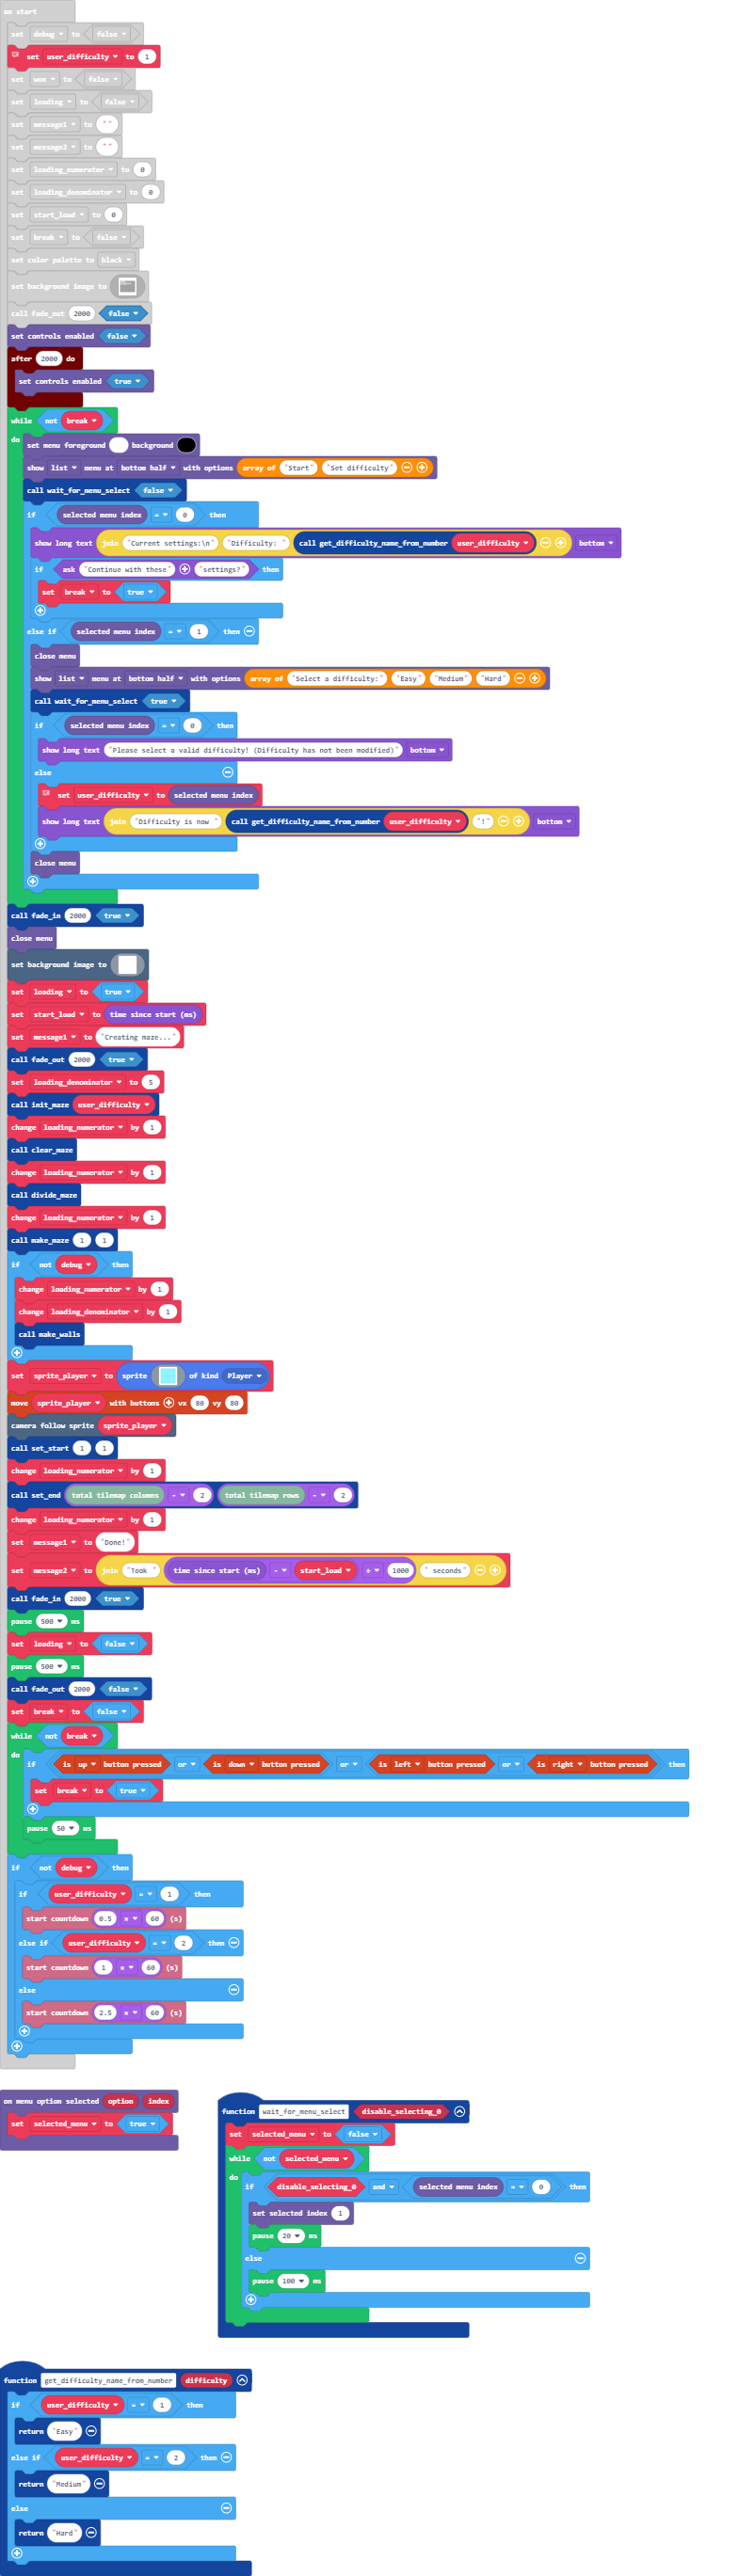 on start
set debug to false
set user_difficulty to 1
set won to false
set loading to false
set message1 to " "
set message2 to " "
set loading_numerator to 0
set loading_denominator to 0
set start_load to 0
set break to false
set color palette to black
set background image to
call fade_out 2000 false
set controls enabled false
after 2000 do
set controls enabled true
while not break
do set menu foreground background
show list menu at bottom half with options array of "Start" "Set difficulty"
call wait_for_menu_select false
if selected menu index = 0 then
show long text join "Current settings:\n" "Difficulty: " call get_difficulty_name_from_number user_difficulty bottom
if ask "Continue with these" "settings?" then
set break to true
else if selected menu index = 1 then
close menu
show list menu at bottom half with options array of "Select a difficulty:" "Easy" "Medium" "Hard"
call wait_for_menu_select true
if selected menu index = 0 then
show long text "Please select a valid difficulty! (Difficulty has not been modified)" bottom
else
set user_difficulty to selected menu index
show long text join "Difficulty is now " call get_difficulty_name_from_number user_difficulty "!" bottom
close menu
call fade_in 2000 true
close menu
set background image to
set loading to true
set start_load to time since start (ms)
set message1 to "Creating maze..."
call fade_out 2000 true
set loading_denominator to 5
call init_maze user_difficulty
change loading_numerator by 1
call clear_maze
change loading_numerator by 1
call divide_maze
change loading_numerator by 1
call make_maze 1 1
if not debug then
change loading_numerator by 1
change loading_denominator by 1
call make_walls
set sprite_player to sprite of kind Player
move sprite_player with buttons vx 80 vy 80
camera follow sprite sprite_player
call set_start 1 1
change loading_numerator by 1
call set_end total tilemap columns - 2 total tilemap rows - 2
change loading_numerator by 1
set message1 to "Done!"
set message2 to join "Took " time since start (ms) - start_load ÷ 1000 " seconds"
call fade_in 2000 true
pause 500 ms
set loading to false
pause 500 ms
call fade_out 2000 false
set break to false
while not break
do if is up button pressed or is down button pressed or is left button pressed or is right button pressed then
set break to true
pause 50 ms
if not debug then
if user_difficulty = 1 then
start countdown 0.5 × 60 (s)
else if user_difficulty = 2 then
start countdown 1 × 60 (s)
else
start countdown 2.5 × 60 (s)
on menu option selected option index
set selected_menu to true
function wait_for_menu_select disable_selecting_0
set selected_menu to false
while not selected_menu
do if disable_selecting_0 and selected menu index = 0 then
set selected index 1
pause 20 ms
else
pause 100 ms
function get_difficulty_name_from_number difficulty
if user_difficulty = 1 then
return "Easy"
else if user_difficulty = 2 then
return "Medium"
else
return "Hard"